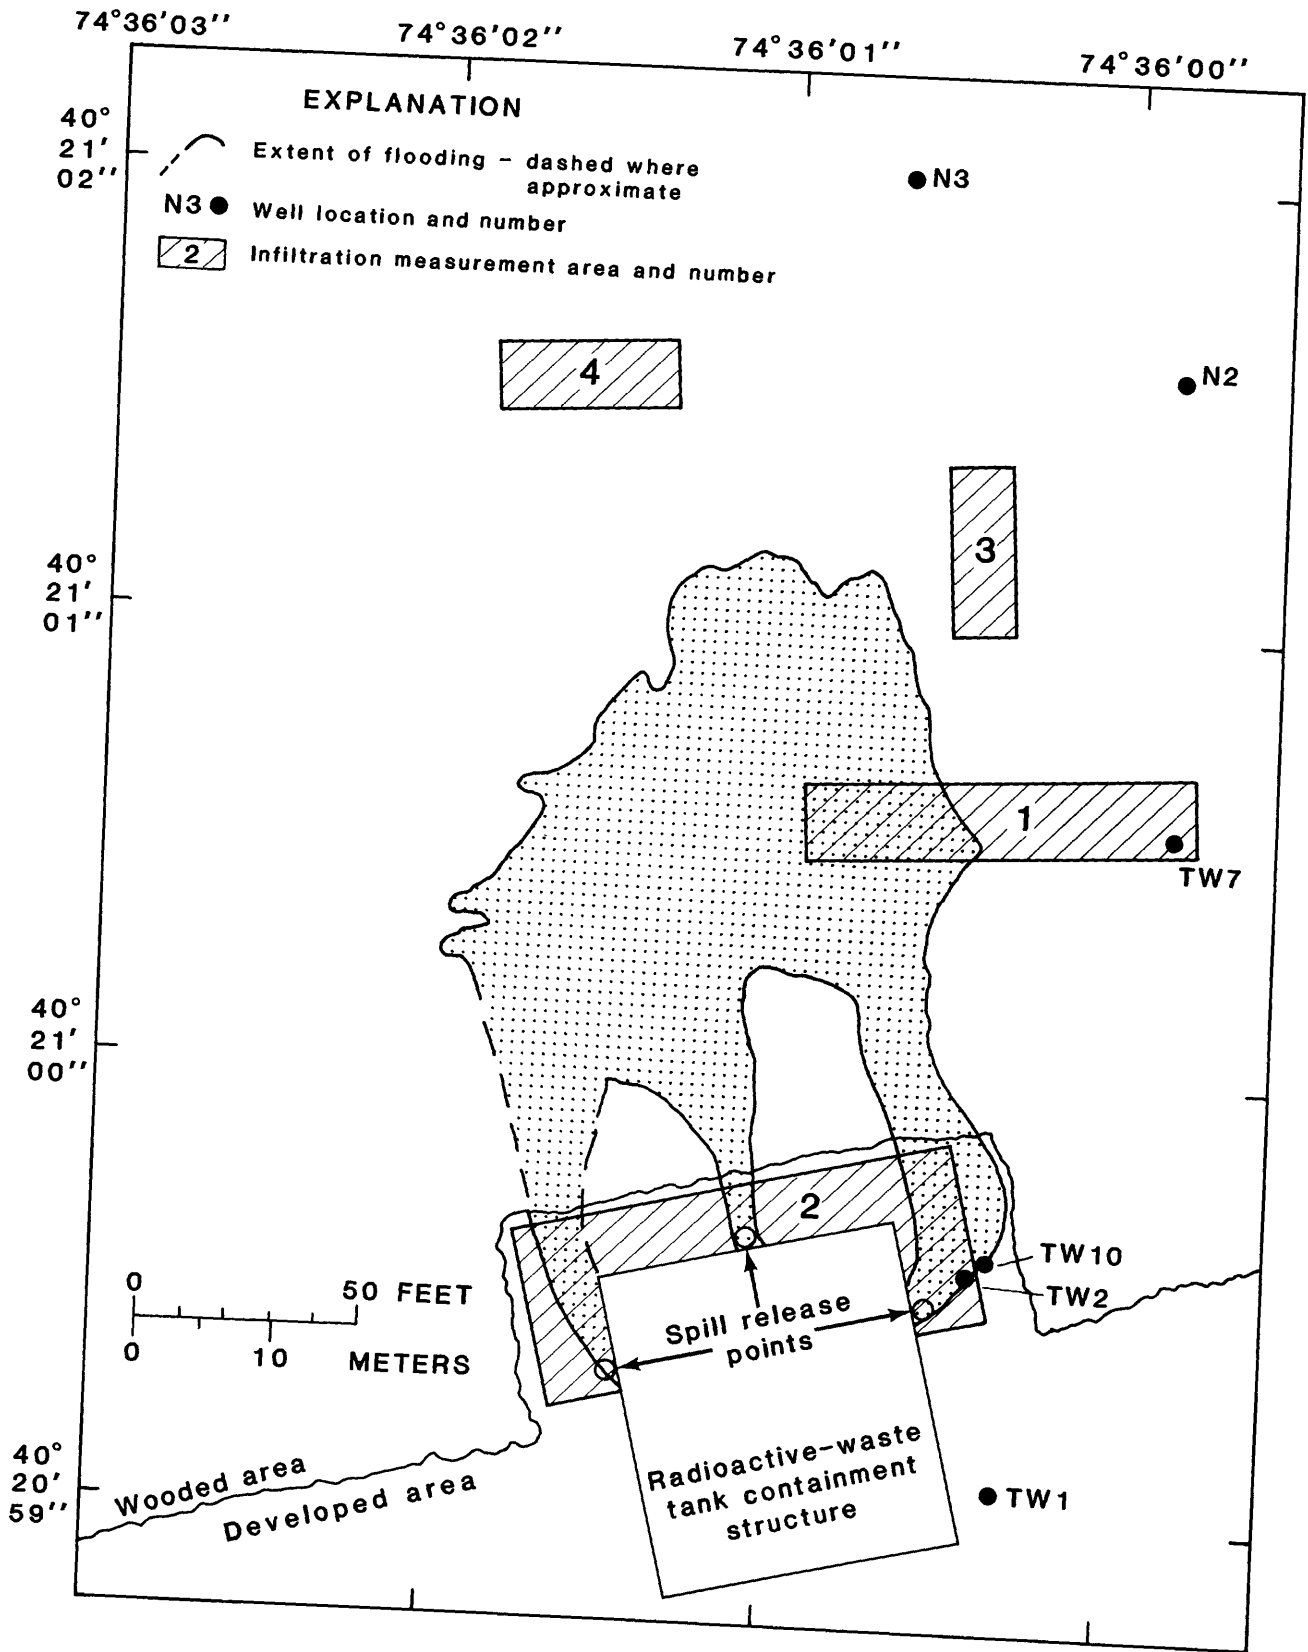 74°36'03''
74°36'02''
74°36'01''
74°36'00''
EXPLANATION
40°
21'
02''
Extent of flooding – dashed where
approximate
N3 Well location and number
2 Infiltration measurement area and number
N3
4
N2
3
40°
21'
01''
1
TW7
40°
21'
00''
2
TW10
TW2
0 50 FEET
0 10 METERS
Spill release
points
40°
20'
59''
Wooded area
Developed area
Radioactive–waste
tank containment
structure
TW1